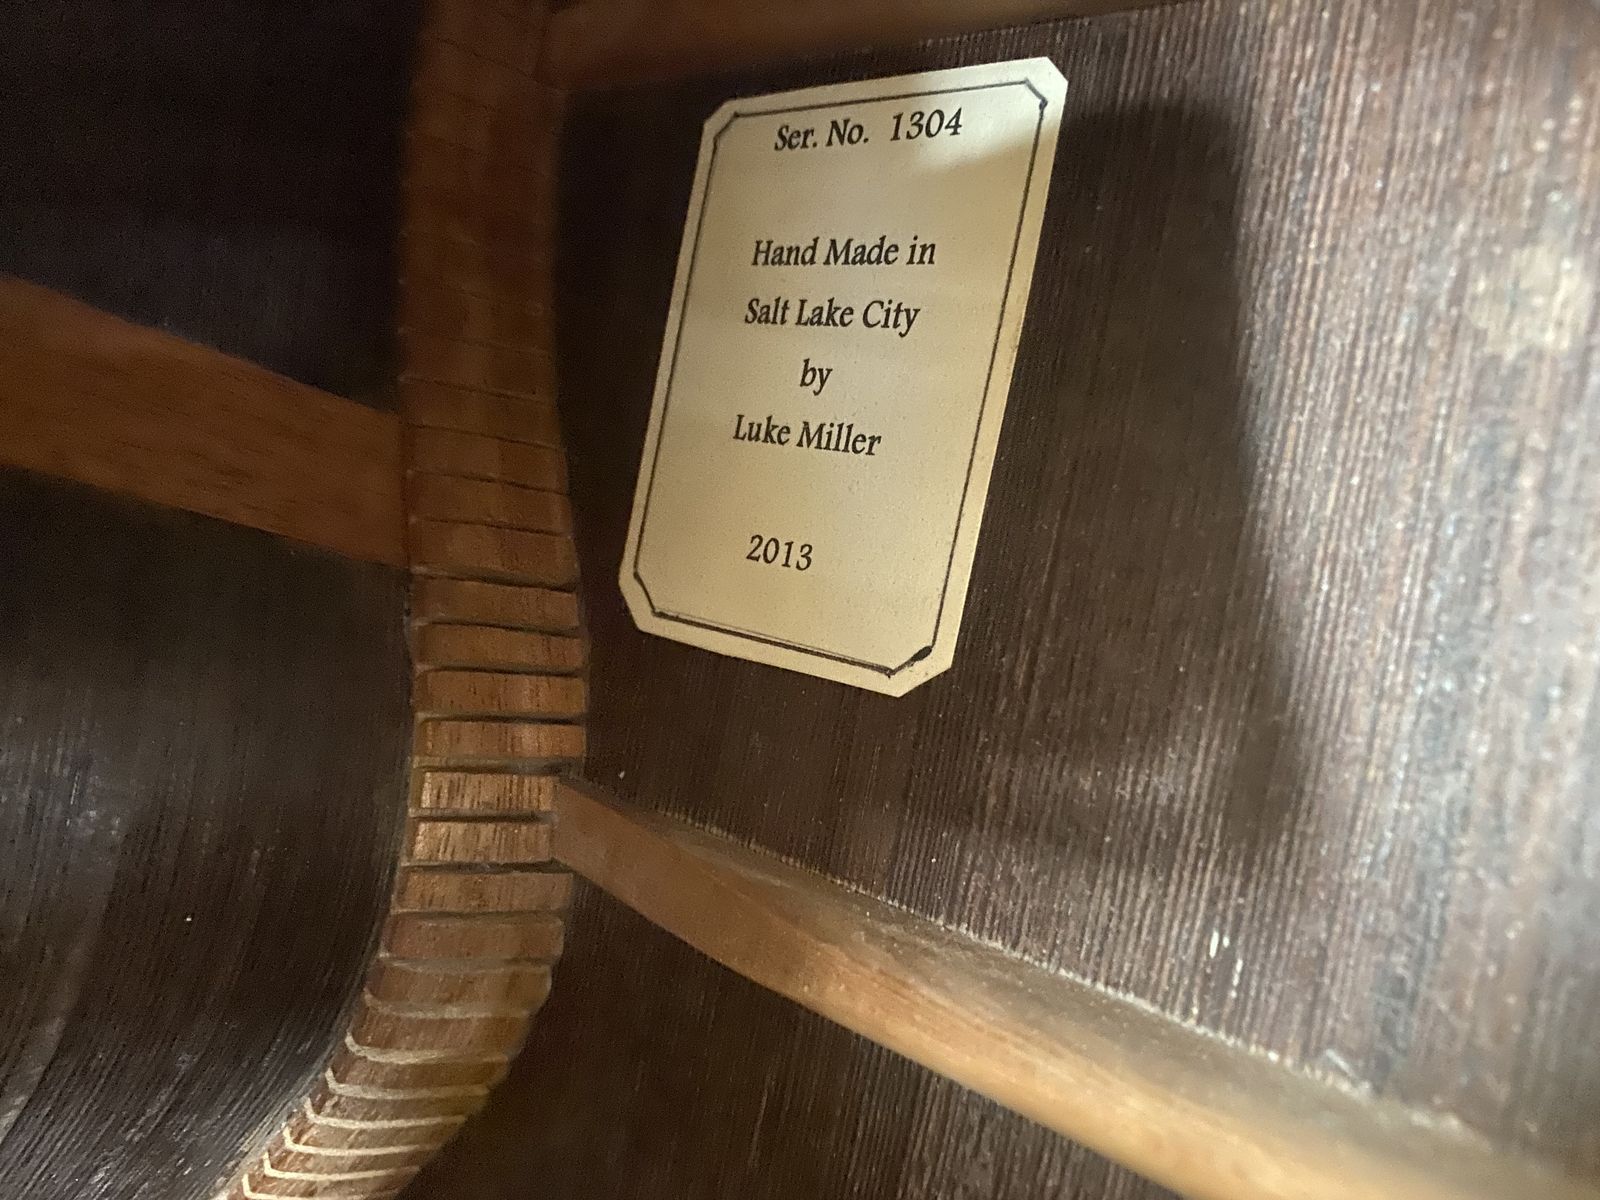 Ser. No. 1304
Hand Made in
Salt Lake City
by
Luke Miller
2013